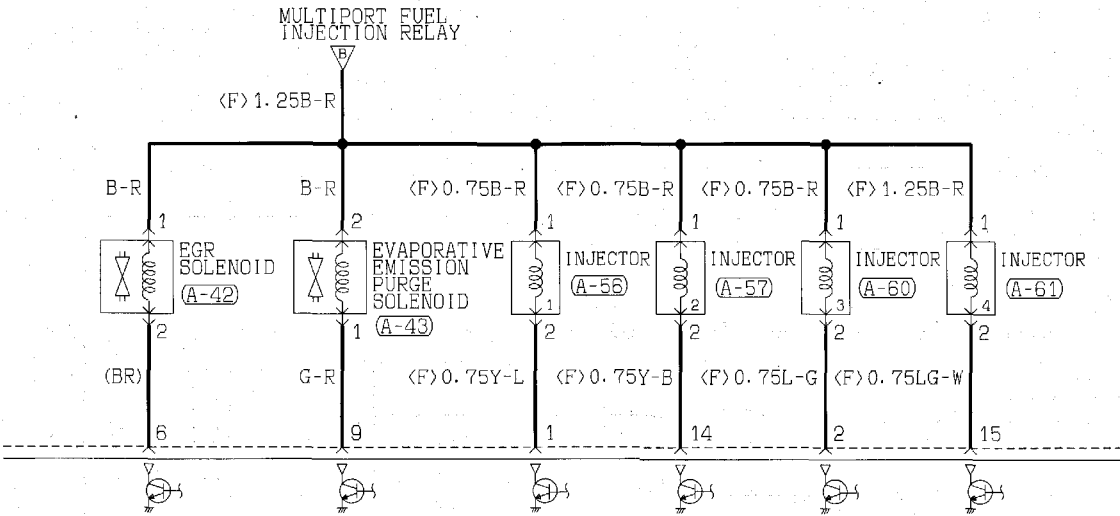 MULTIPORT FUEL
INJECTION RELAY
B
<F>1.25B-R
B-R
B-R
<F>0.75B-R
<F>0.75B-R
<F>0.75B-R
<F>1.25B-R
1
2
1
1
1
1
EGR
SOLENOID
A-42
EVAPORATIVE
EMISSION
PURGE
SOLENOID
A-43
INJECTOR
A-56
1
INJECTOR
A-57
2
INJECTOR
A-60
3
INJECTOR
A-61
4
2
1
2
2
2
2
(BR)
G-R
<F>0.75Y-L
<F>0.75Y-B
<F>0.75L-G
<F>0.75LG-W
6
9
1
14
2
15